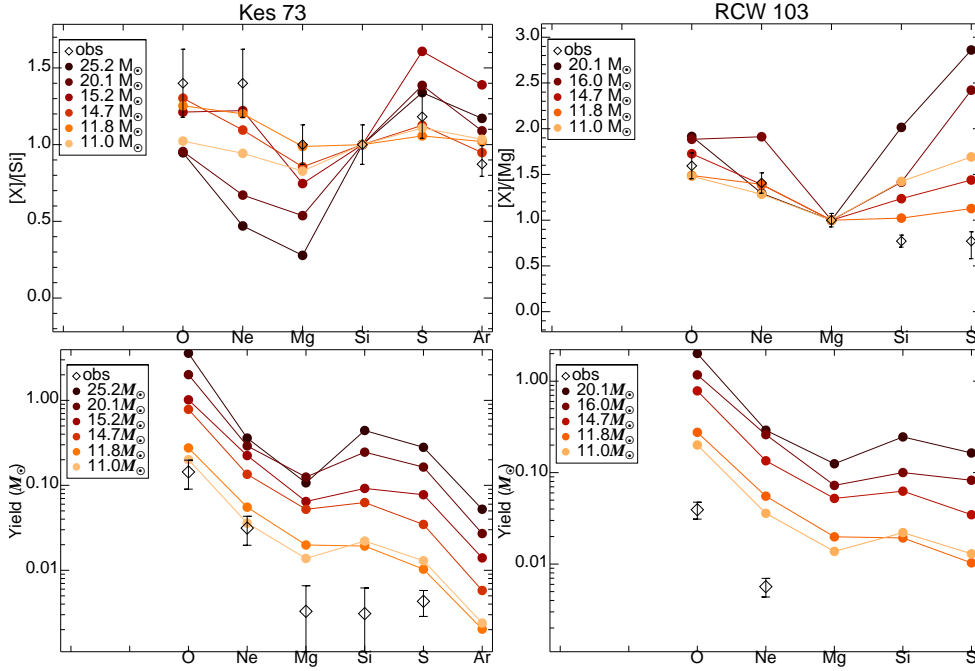 Kes 73
RCW 103
[X]/[Si]
1.5
1.0
0.5
0.0
obs
25.2 M☉
20.1 M☉
15.2 M☉
14.7 M☉
11.8 M☉
11.0 M☉
O Ne Mg Si S Ar
[X]/[Mg]
3.0
2.5
2.0
1.5
1.0
0.5
0.0
obs
20.1 M☉
16.0 M☉
14.7 M☉
11.8 M☉
11.0 M☉
O Ne Mg Si S
Yield (M☉)
1.00
0.10
0.01
obs
25.2M☉
20.1M☉
15.2M☉
14.7M☉
11.8M☉
11.0M☉
O Ne Mg Si S Ar
Yield (M☉)
1.00
0.10
0.01
obs
20.1M☉
16.0M☉
14.7M☉
11.8M☉
11.0M☉
O Ne Mg Si S